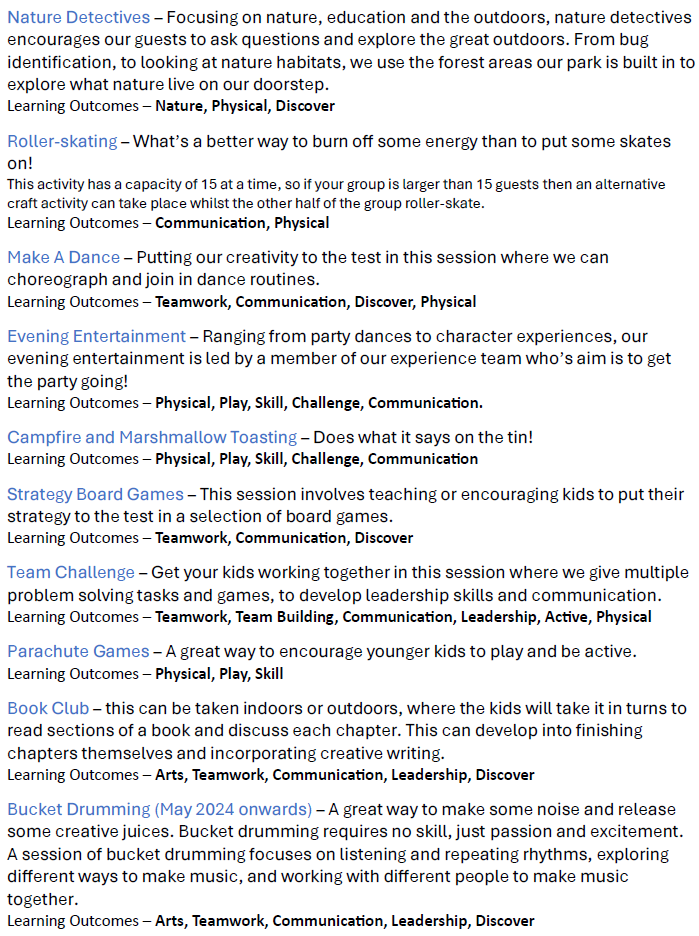 Nature Detectives – Focusing on nature, education and the outdoors, nature detectives
encourages our guests to ask questions and explore the great outdoors. From bug
identification, to looking at nature habitats, we use the forest areas our park is built in to
explore what nature live on our doorstep.
Learning Outcomes – Nature, Physical, Discover
Roller-skating – What's a better way to burn off some energy than to put some skates
on!
This activity has a capacity of 15 at a time, so if your group is larger than 15 guests then an alternative
craft activity can take place whilst the other half of the group roller-skate.
Learning Outcomes – Communication, Physical
Make A Dance – Putting our creativity to the test in this session where we can
choreograph and join in dance routines.
Learning Outcomes – Teamwork, Communication, Discover, Physical
Evening Entertainment – Ranging from party dances to character experiences, our
evening entertainment is led by a member of our experience team who's aim is to get
the party going!
Learning Outcomes – Physical, Play, Skill, Challenge, Communication.
Campfire and Marshmallow Toasting – Does what it says on the tin!
Learning Outcomes – Physical, Play, Skill, Challenge, Communication
Strategy Board Games – This session involves teaching or encouraging kids to put their
strategy to the test in a selection of board games.
Learning Outcomes – Teamwork, Communication, Discover
Team Challenge – Get your kids working together in this session where we give multiple
problem solving tasks and games, to develop leadership skills and communication.
Learning Outcomes – Teamwork, Team Building, Communication, Leadership, Active, Physical
Parachute Games – A great way to encourage younger kids to play and be active.
Learning Outcomes – Physical, Play, Skill
Book Club – this can be taken indoors or outdoors, where the kids will take it in turns to
read sections of a book and discuss each chapter. This can develop into finishing
chapters themselves and incorporating creative writing.
Learning Outcomes – Arts, Teamwork, Communication, Leadership, Discover
Bucket Drumming (May 2024 onwards) – A great way to make some noise and release
some creative juices. Bucket drumming requires no skill, just passion and excitement.
A session of bucket drumming focuses on listening and repeating rhythms, exploring
different ways to make music, and working with different people to make music
together.
Learning Outcomes – Arts, Teamwork, Communication, Leadership, Discover